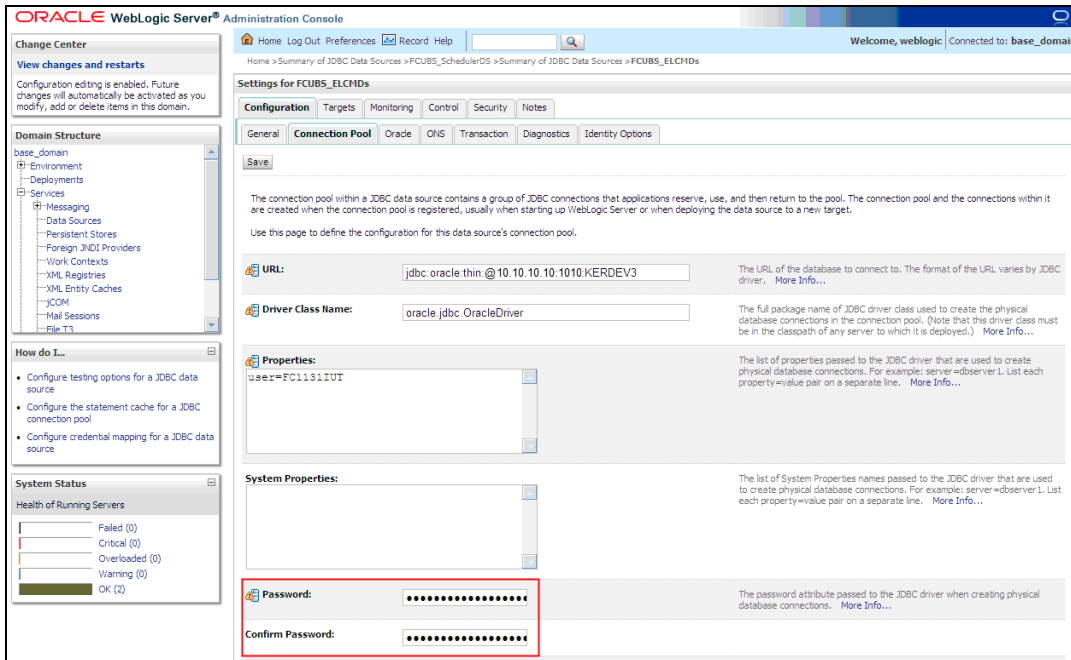 ORACLE WebLogic Server® Administration Console
Change Center
View changes and restarts
Configuration editing is enabled. Future
changes will automatically be activated as you
modify, add or delete items in this domain.
Domain Structure
base_domain
Environment
Deployments
Services
Messaging
Data Sources
Persistent Stores
Foreign JNDI Providers
Work Contexts
XML Registries
XML Entity Caches
jCOM
Mail Sessions
File T3
How do I...
Configure testing options for a JDBC data
source
Configure the statement cache for a JDBC
connection pool
Configure credential mapping for a JDBC data
source
System Status
Health of Running Servers
Failed (0)
Critical (0)
Overloaded (0)
Warning (0)
OK (2)
Home Log Out Preferences Record Help
Welcome, weblogic Connected to: base_domai
Home >Summary of JDBC Data Sources >FCUBS_SchedulerDS >Summary of JDBC Data Sources >FCUBS_ELCMDs
Settings for FCUBS_ELCMDs
Configuration Targets Monitoring Control Security Notes
General Connection Pool Oracle ONS Transaction Diagnostics Identity Options
Save
The connection pool within a JDBC data source contains a group of JDBC connections that applications reserve, use, and then return to the pool. The connection pool and the connections within it
are created when the connection pool is registered, usually when starting up WebLogic Server or when deploying the data source to a new target.
Use this page to define the configuration for this data source's connection pool.
URL:
jdbc:oracle:thin:@10.10.10.10:1010:KERDEV3
The URL of the database to connect to. The format of the URL varies by JDBC
driver. More Info...
Driver Class Name:
oracle.jdbc.OracleDriver
The full package name of JDBC driver class used to create the physical
database connections in the connection pool. (Note that this driver class must
be in the classpath of any server to which it is deployed.) More Info...
Properties:
user=FC1131IUT
The list of properties passed to the JDBC driver that are used to create
physical database connections. For example: server=dbserver1. List each
property=value pair on a separate line. More Info...
System Properties:
The list of System Properties names passed to the JDBC driver that are used
to create physical database connections. For example: server=dbserver1. List
each property=value pair on a separate line. More Info...
Password:
The password attribute passed to the JDBC driver when creating physical
database connections. More Info...
Confirm Password: